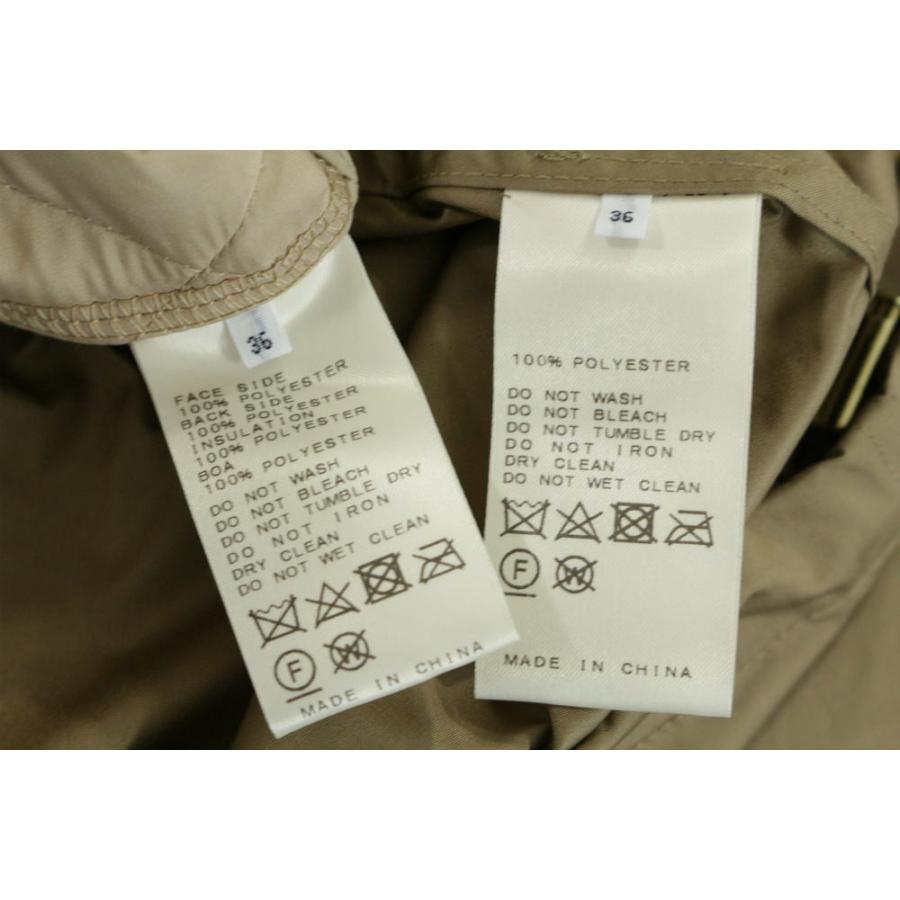 36
FACE SIDE
100% POLYESTER
BACK SIDE
100% POLYESTER
INSULATION
100% POLYESTER
BOA
100% POLYESTER
DO NOT WASH
DO NOT BLEACH
DO NOT TUMBLE DRY
DO NOT IRON
DRY CLEAN
DO NOT WET CLEAN
F W
MADE IN CHINA
36
100% POLYESTER
DO NOT WASH
DO NOT BLEACH
DO NOT TUMBLE DRY
DO NOT IRON
DRY CLEAN
DO NOT WET CLEAN
F W
MADE IN CHINA